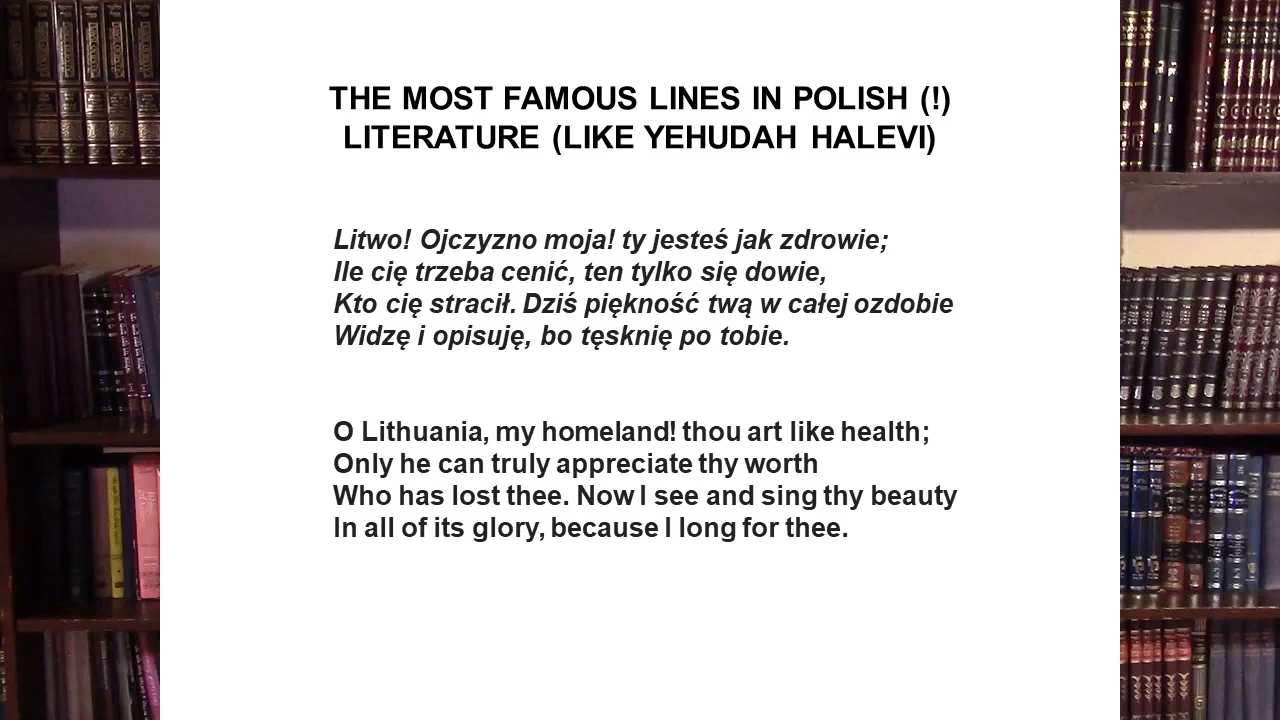 THE MOST FAMOUS LINES IN POLISH (!)
LITERATURE (LIKE YEHUDAH HALEVI)
Litwo! Ojczyzno moja! ty jesteś jak zdrowie;
Ile cię trzeba cenić, ten tylko się dowie,
Kto cię stracił. Dziś piękność twą w całej ozdobie
Widzę i opisuję, bo tęsknię po tobie.
O Lithuania, my homeland! thou art like health;
Only he can truly appreciate thy worth
Who has lost thee. Now I see and sing thy beauty
In all of its glory, because I long for thee.